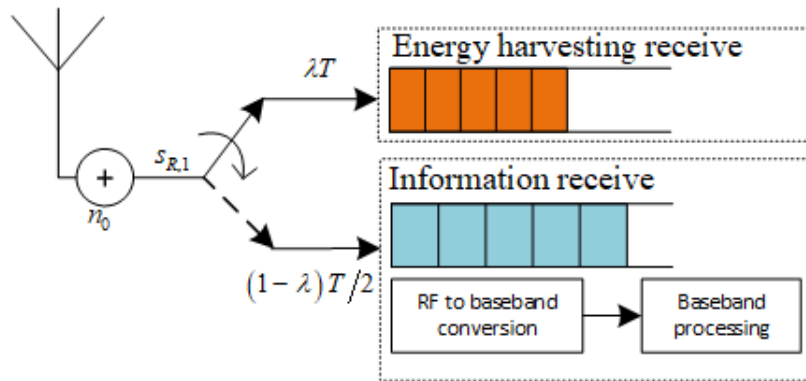 Energy harvesting receive
λT
s_{R,1}
+
n_0
Information receive
(1 − λ)T/2
RF to baseband
conversion
Baseband
processing